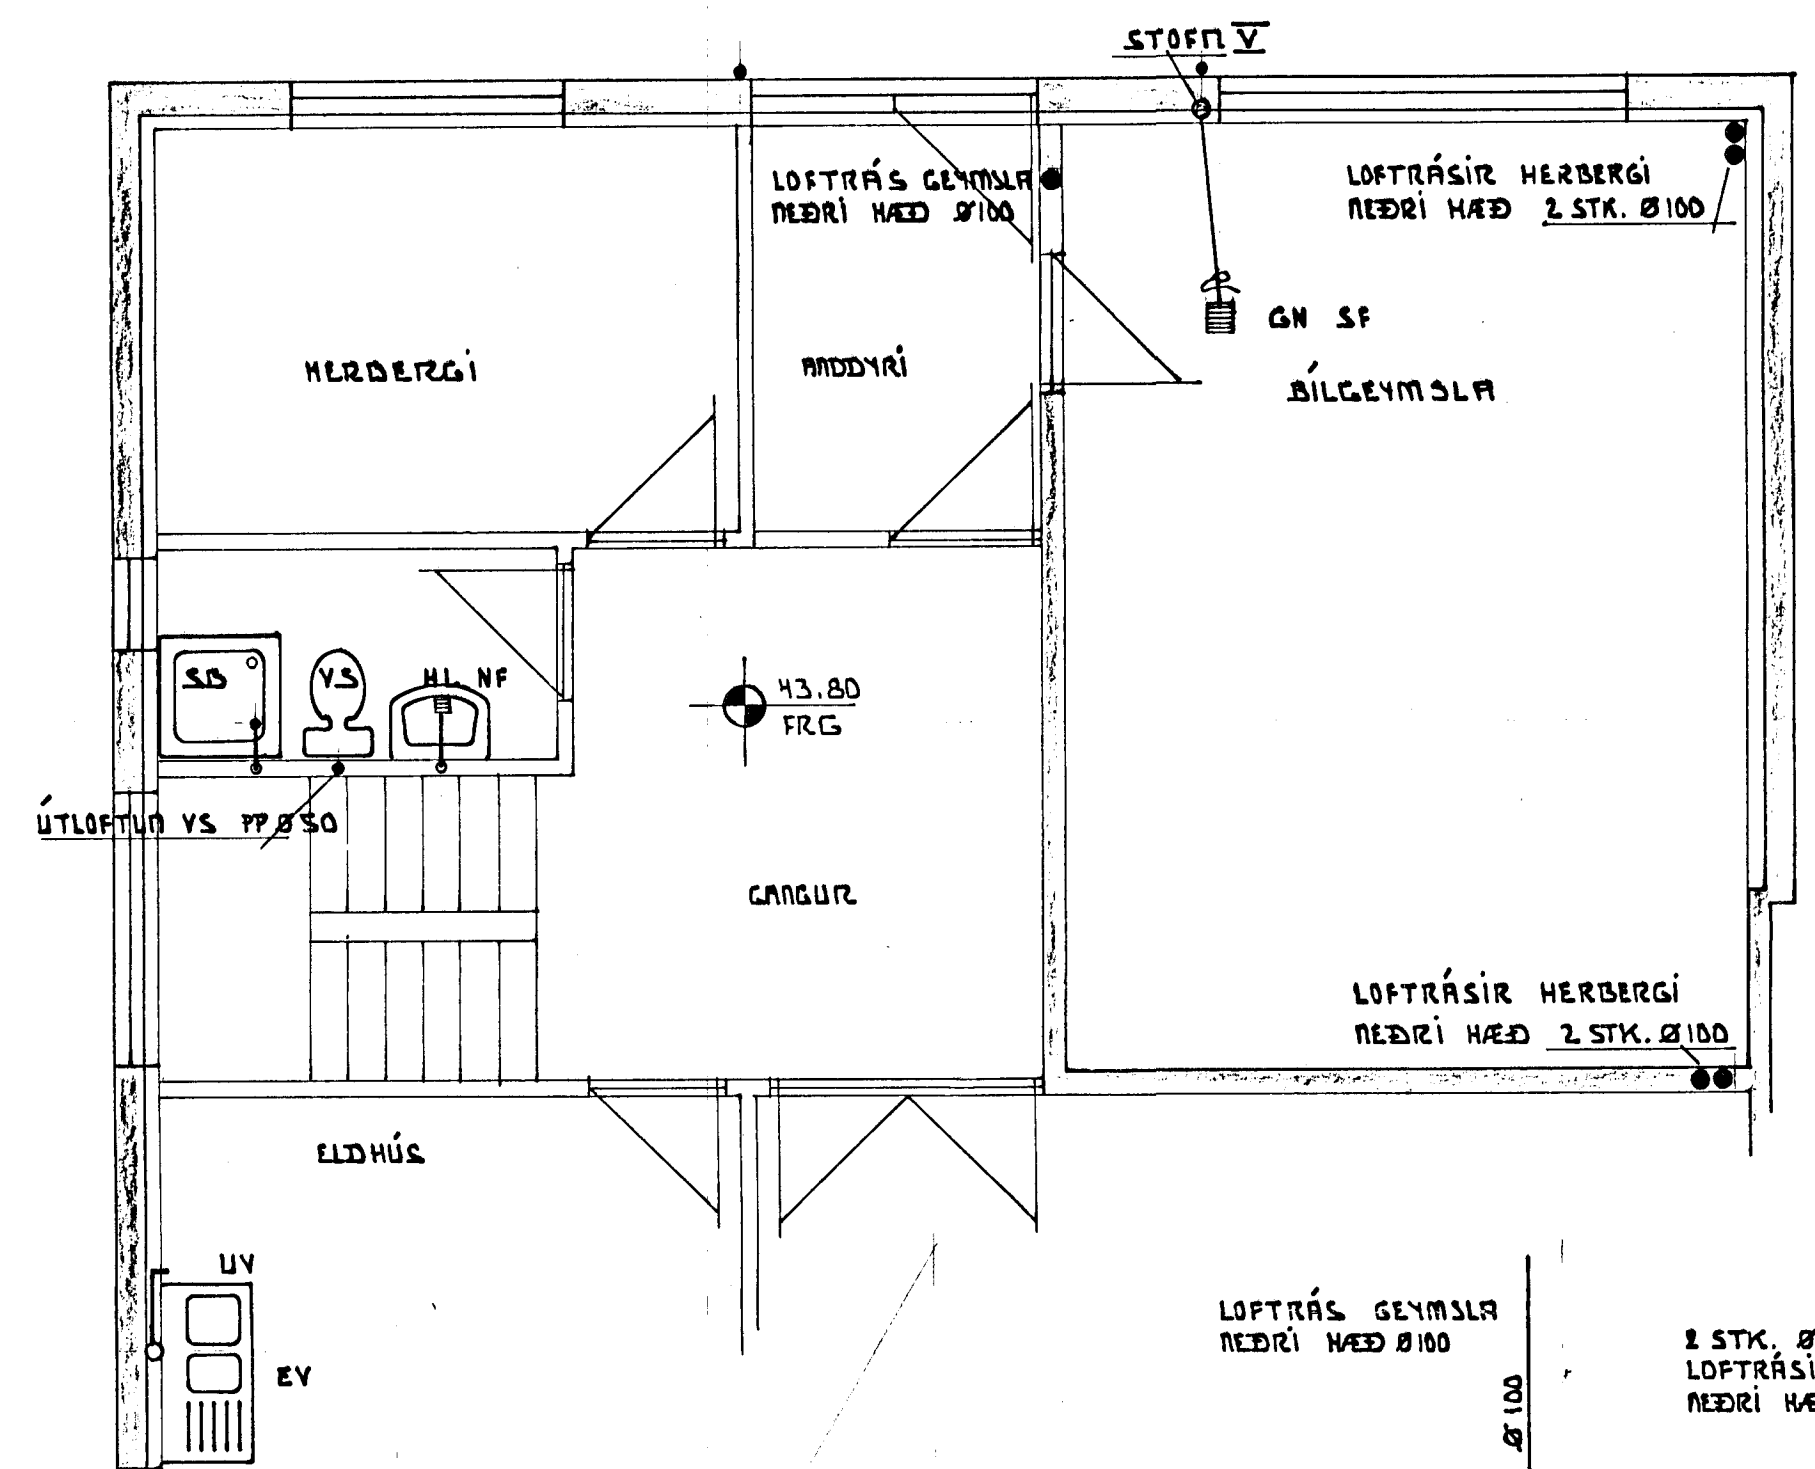 STOFN V
LOFTRÁS GEYMSLA
NEÐRI HÆÐ Ø100
LOFTRÁSIR HERBERGI
NEÐRI HÆÐ 2 STK. Ø100
GN SF
HERBERGI
ANDDYRI
BÍLGEYMSLA
SB
VS
HL NF
43.80
FRG
ÚTLOFTUN VS PP Ø50
GANGUR
LOFTRÁSIR HERBERGI
NEÐRI HÆÐ 2 STK. Ø100
ELDHÚS
UV
EV
LOFTRÁS GEYMSLA
NEÐRI HÆÐ Ø100
Ø100
2 STK. Ø
LOFTRÁSI
NEÐRI HÆ